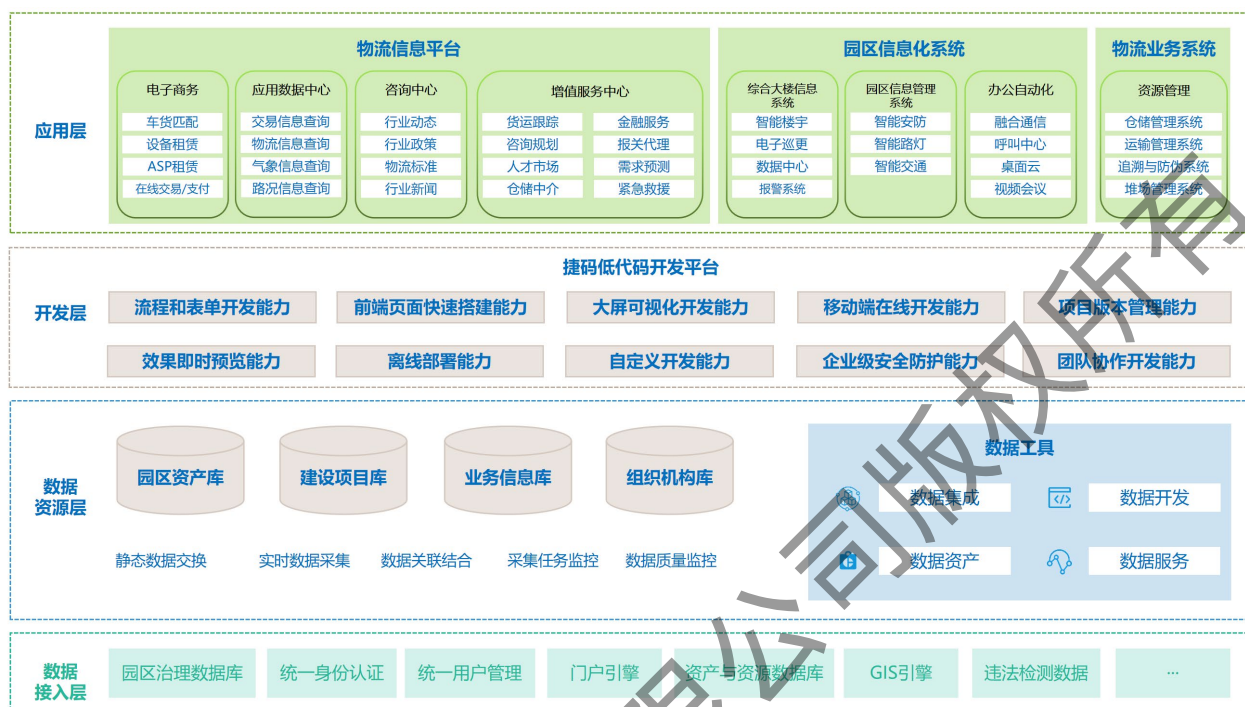 应用层
物流信息平台
电子商务
车货匹配
设备租赁
ASP租赁
在线交易/支付
应用数据中心
交易信息查询
物流信息查询
气象信息查询
路况信息查询
咨询中心
行业动态
行业政策
物流标准
行业新闻
增值服务中心
货运跟踪
咨询规划
人才市场
仓储中介
金融服务
报关代理
需求预测
紧急救援
园区信息化系统
综合大楼信息
系统
智能楼宇
电子巡更
数据中心
报警系统
园区信息管理
系统
智能安防
智能路灯
智能交通
办公自动化
融合通信
呼叫中心
桌面云
视频会议
物流业务系统
资源管理
仓储管理系统
运输管理系统
追溯与防伪系统
堆场管理系统
开发层
捷码低代码开发平台
流程和表单开发能力
前端页面快速搭建能力
大屏可视化开发能力
移动端在线开发能力
项目版本管理能力
效果即时预览能力
离线部署能力
自定义开发能力
企业级安全防护能力
团队协作开发能力
数据
资源层
园区资产库
建设项目库
业务信息库
组织机构库
静态数据交换
实时数据采集
数据关联结合
采集任务监控
数据质量监控
数据工具
数据集成
数据开发
数据资产
数据服务
数据
接入层
园区治理数据库
统一身份认证
统一用户管理
门户引擎
资产与资源数据库
GIS引擎
违法检测数据
...
限公司版权所有